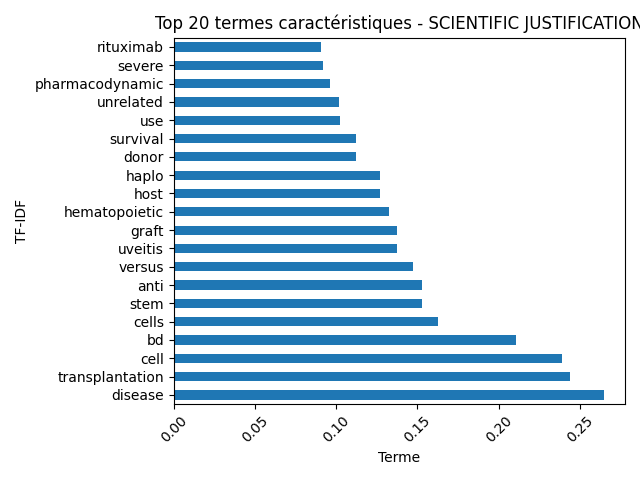 Top 20 termes caractéristiques - SCIENTIFIC JUSTIFICATION
rituximab
severe
pharmacodynamic
unrelated
use
survival
donor
haplo
host
hematopoietic
graft
uveitis
versus
anti
stem
cells
bd
cell
transplantation
disease
TF-IDF
0.00 0.05 0.10 0.15 0.20 0.25
Terme